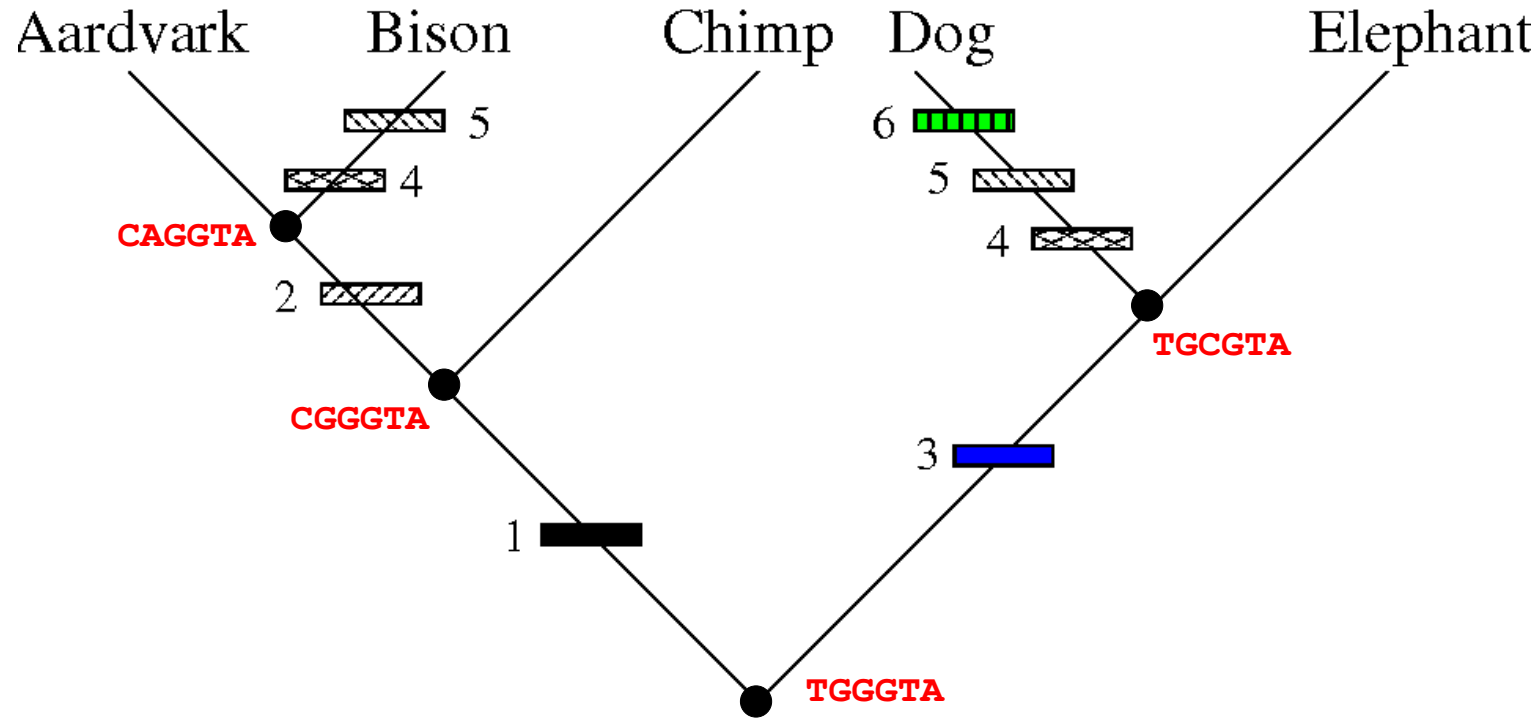 Aardvark Bison Chimp Dog Elephant
5 6
4 5
CAGGTA 4
2
TGCGTA
CGGGTA
3
1
TGGGTA